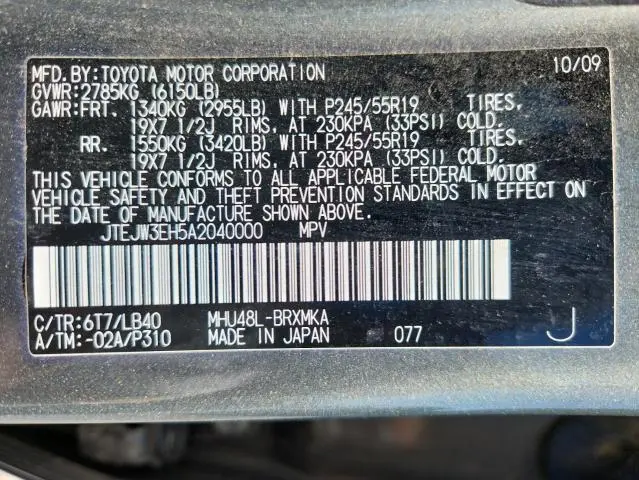 MFD.BY:TOYOTA MOTOR CORPORATION 10/09
GVWR:2785KG (6150LB)
GAWR:FRT. 1340KG (2955LB) WITH P245/55R19 TIRES,
19X7 1/2J RIMS, AT 230KPA (33PSI) COLD.
RR. 1550KG (3420LB) WITH P245/55R19 TIRES,
19X7 1/2J RIMS, AT 230KPA (33PSI) COLD.
THIS VEHICLE CONFORMS TO ALL APPLICABLE FEDERAL MOTOR
VEHICLE SAFETY AND THEFT PREVENTION STANDARDS IN EFFECT ON
THE DATE OF MANUFACTURE SHOWN ABOVE.
JTEJW3EH5A2040000 MPV
C/TR:6T7/LB40 MHU48L-BRXMKA
A/TM:-02A/P310 MADE IN JAPAN 077 J